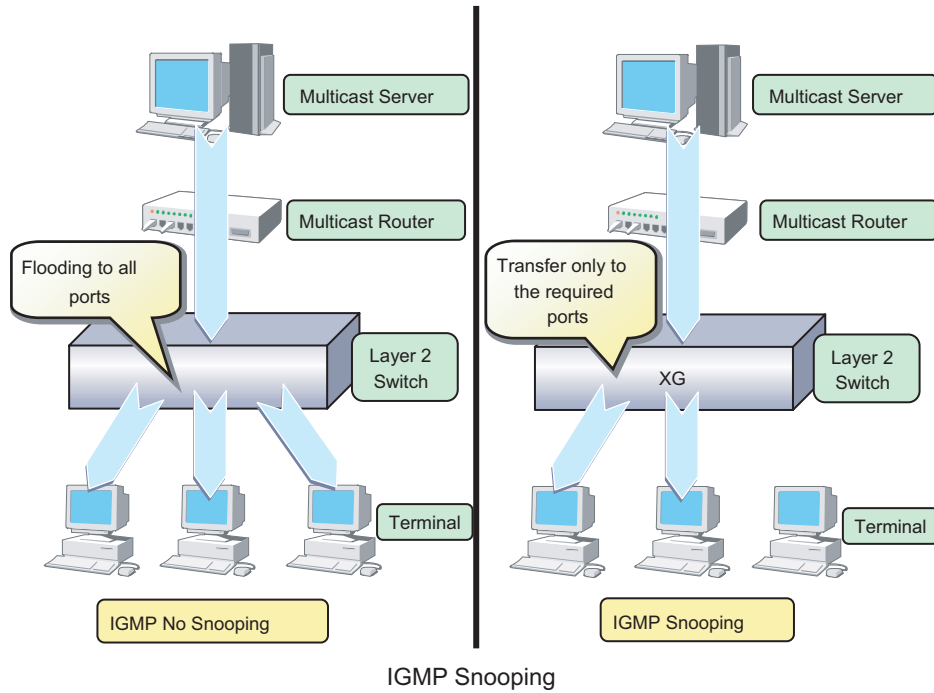 Multicast Server
Multicast Router
Flooding to all
ports
Layer 2
Switch
Terminal
IGMP No Snooping
Multicast Server
Multicast Router
Transfer only to
the required
ports
XG
Layer 2
Switch
Terminal
IGMP Snooping
IGMP Snooping